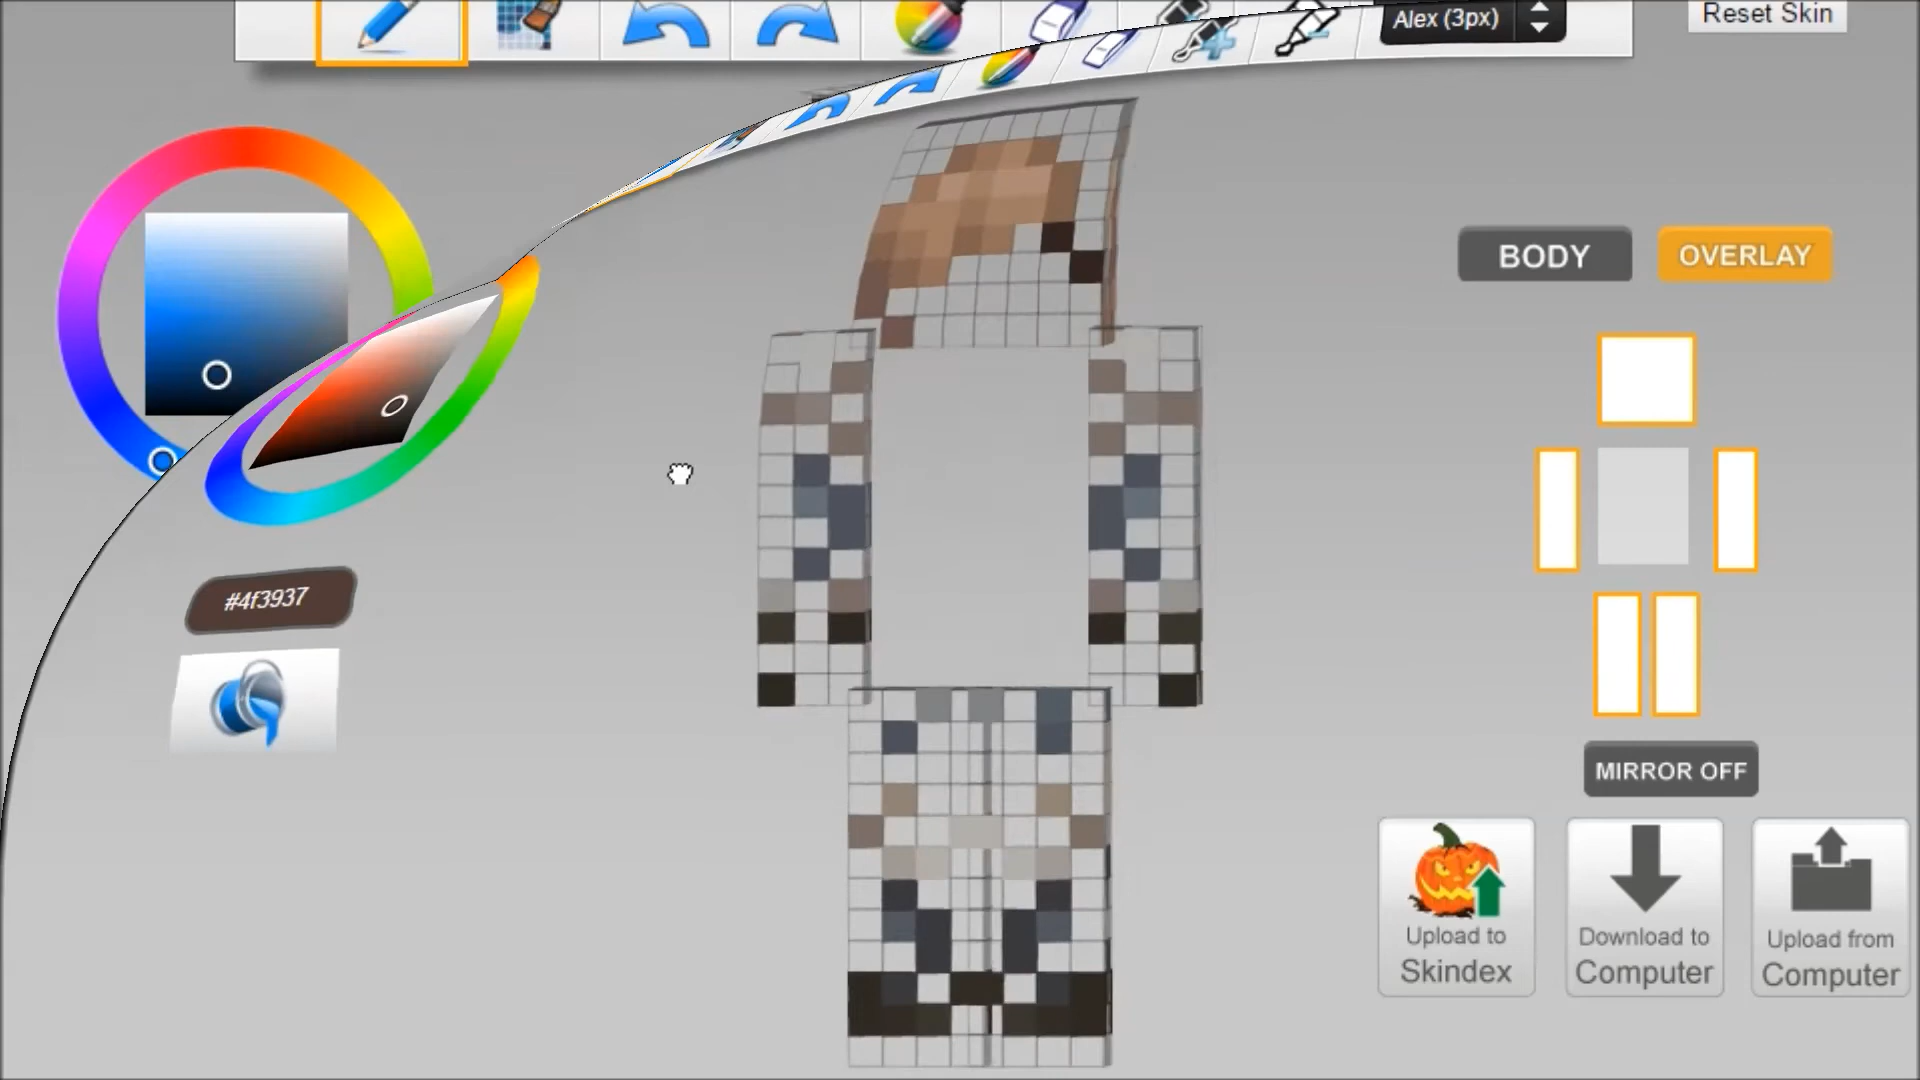 Alex (3px)
Reset Skin
BODY
OVERLAY
#4f3937
MIRROR OFF
Upload to
Skindex
Download to
Computer
Upload from
Computer